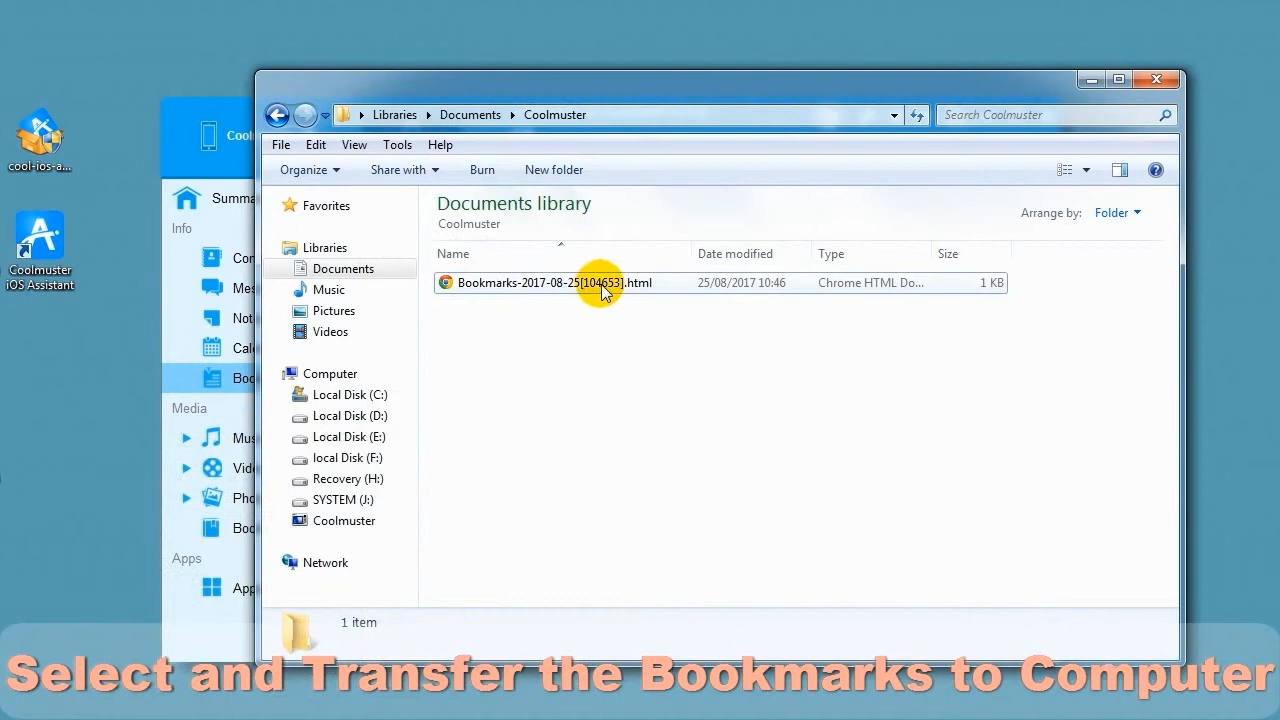 cool-ios-a...
Coolmuster
iOS Assistant
Coo
Summa
Info
Con
Mes
Not
Cal
Boo
Media
Mus
Vid
Pho
Boo
Apps
App
Libraries
Documents
Coolmuster
Search Coolmuster
File
Edit
View
Tools
Help
Organize
Share with
Burn
New folder
Favorites
Libraries
Documents
Music
Pictures
Videos
Computer
Local Disk (C:)
Local Disk (D:)
Local Disk (E:)
local Disk (F:)
Recovery (H:)
SYSTEM (J:)
Coolmuster
Network
Documents library
Coolmuster
Arrange by: Folder
Name
Date modified
Type
Size
Bookmarks-2017-08-25[104653].html
25/08/2017 10:46
Chrome HTML Do...
1 KB
1 item
Select and Transfer the Bookmarks to Computer